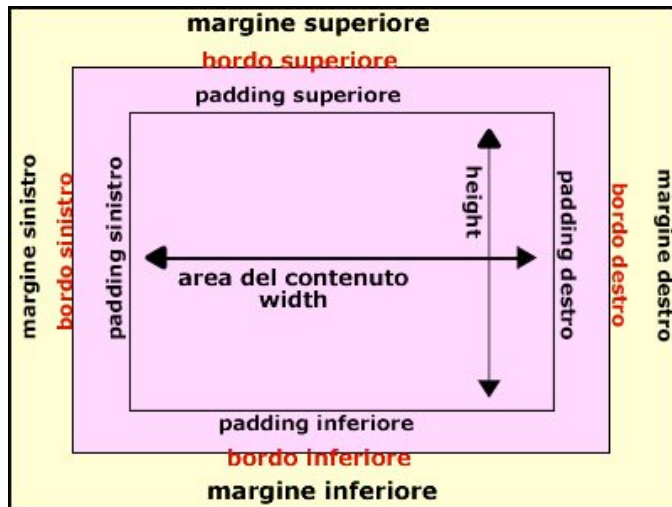 margine superiore
bordo superiore
padding superiore
margine sinistro
bordo sinistro
padding sinistro
height
area del contenuto
width
padding destro
bordo destro
margine destro
padding inferiore
bordo inferiore
margine inferiore